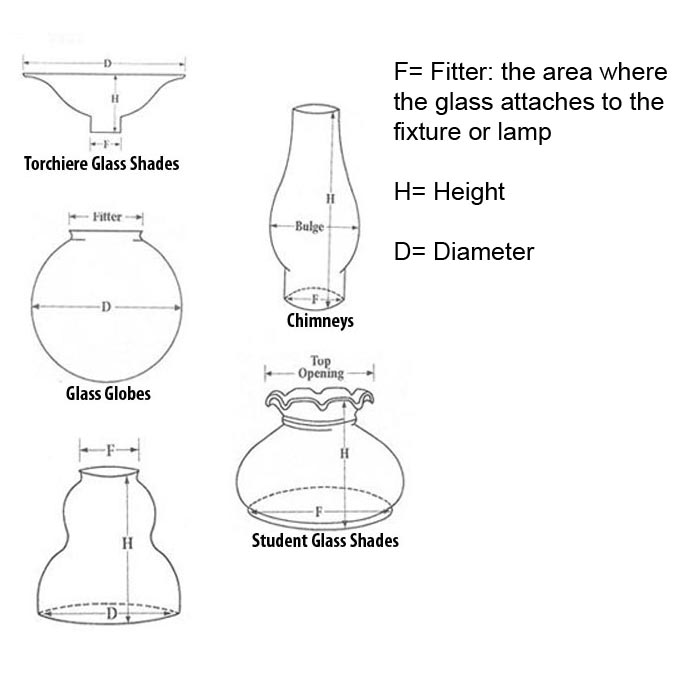 D
H
F
Torchiere Glass Shades
Fitter
D
Glass Globes
F
H
D
H
Bulge
F
Chimneys
Top
Opening
H
F
Student Glass Shades
F= Fitter: the area where
the glass attaches to the
fixture or lamp
H= Height
D= Diameter